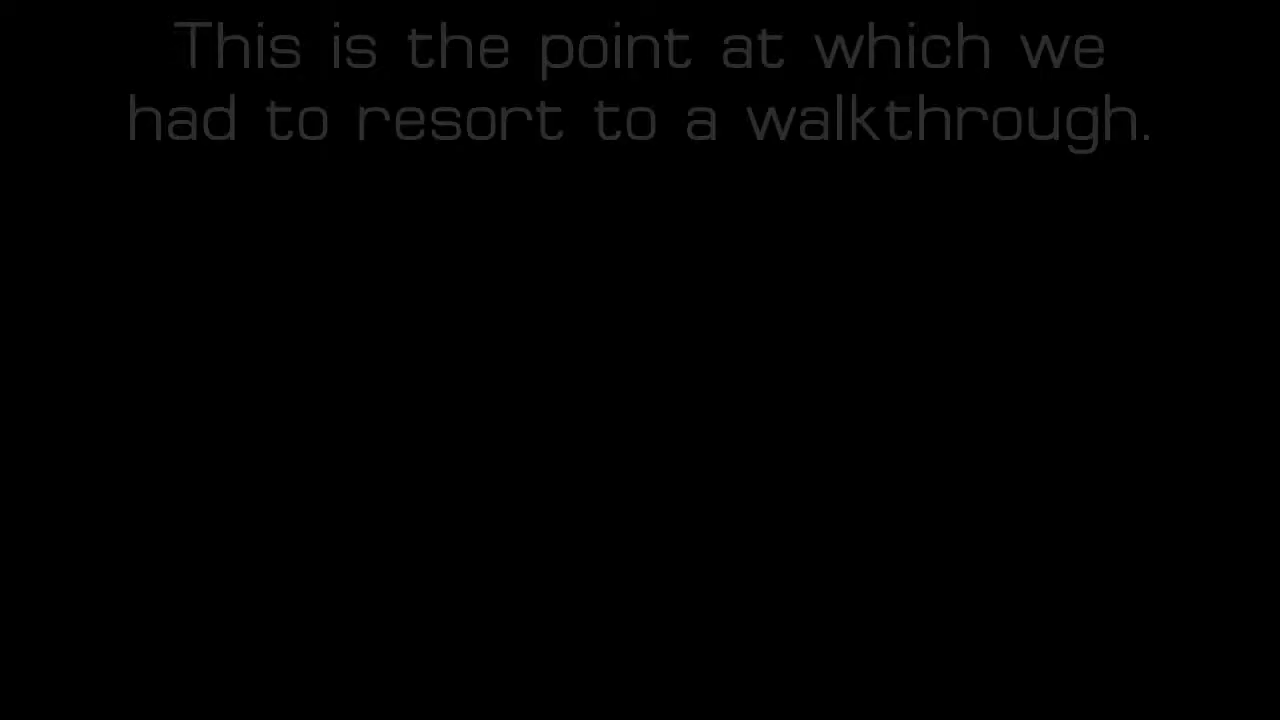 This is the point at which we
had to resort to a walkthrough.